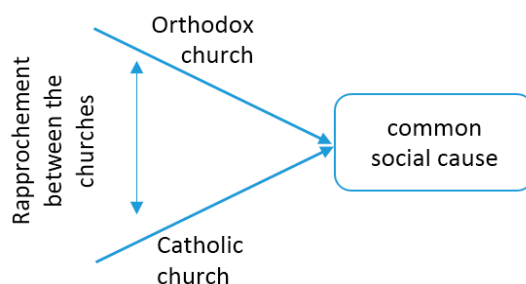 Orthodox
church
Rapprochement
between the
churches
common
social cause
Catholic
church